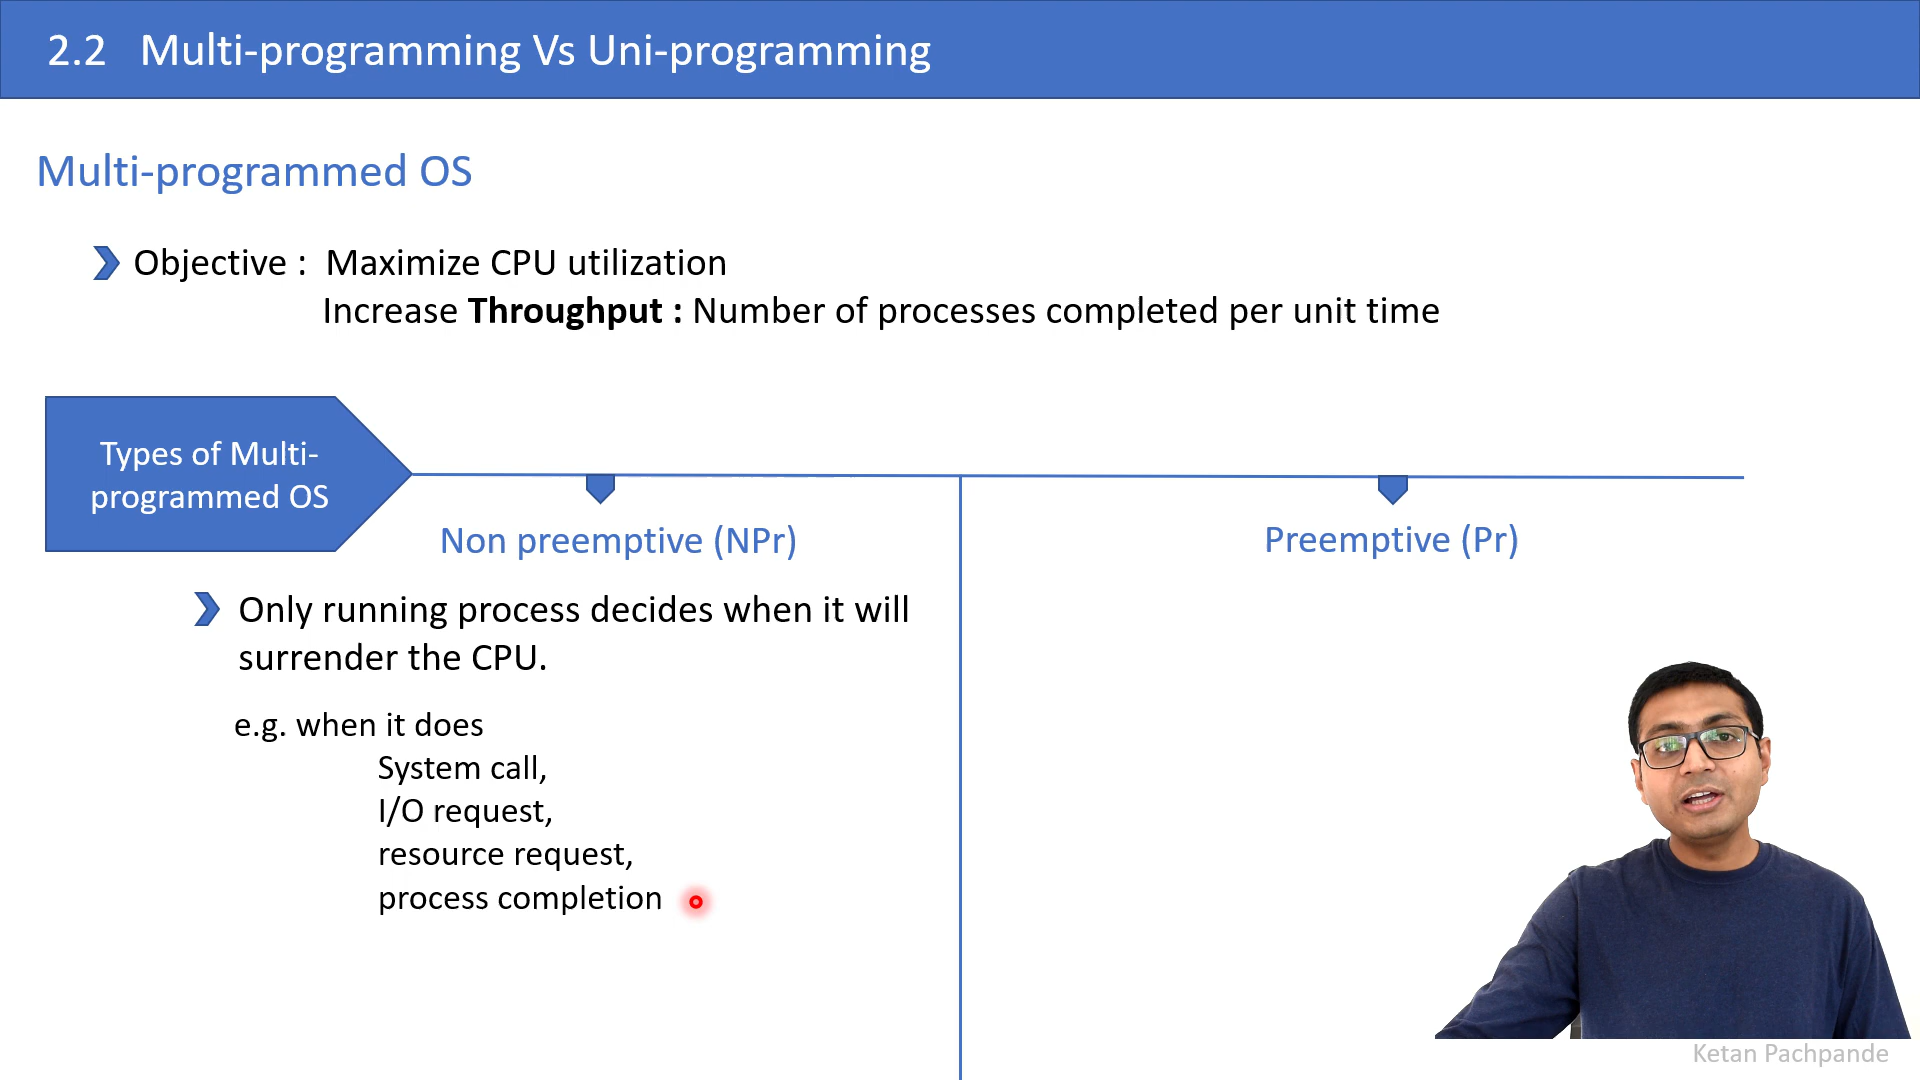 2.2 Multi-programming Vs Uni-programming
Multi-programmed OS
Objective : Maximize CPU utilization
Increase Throughput : Number of processes completed per unit time
Types of Multi-
programmed OS
Non preemptive (NPr)
Only running process decides when it will
surrender the CPU.
e.g. when it does
System call,
I/O request,
resource request,
process completion
Preemptive (Pr)
Ketan Pachpande